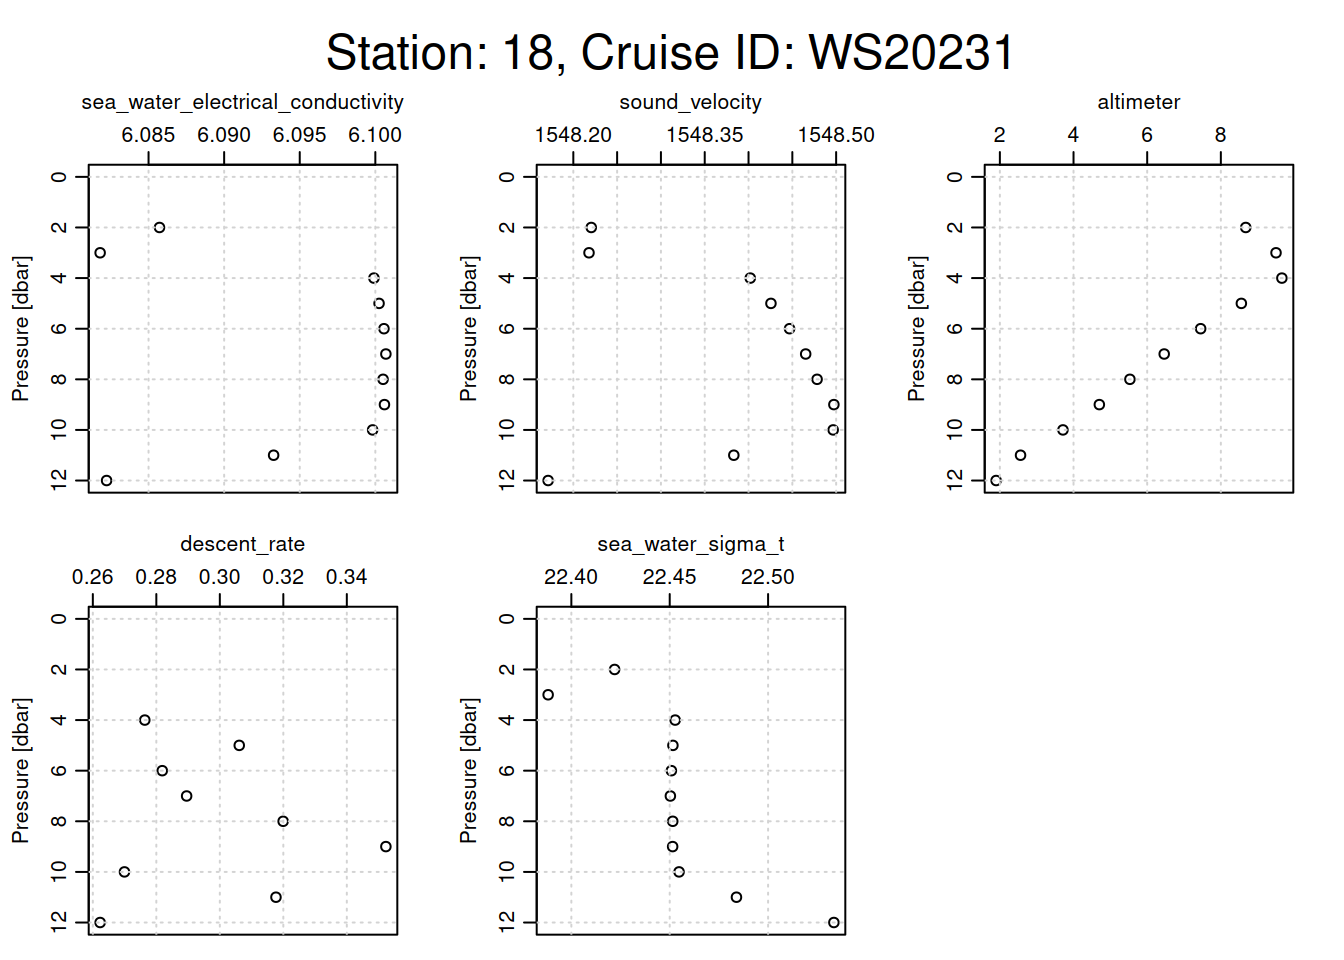 Station: 18, Cruise ID: WS20231
sea_water_electrical_conductivity
6.085 6.090 6.095 6.100
Pressure [dbar]
0 2 4 6 8 10 12
sound_velocity
1548.20 1548.35 1548.50
Pressure [dbar]
0 2 4 6 8 10 12
altimeter
2 4 6 8
Pressure [dbar]
0 2 4 6 8 10 12
descent_rate
0.26 0.28 0.30 0.32 0.34
Pressure [dbar]
0 2 4 6 8 10 12
sea_water_sigma_t
22.40 22.45 22.50
Pressure [dbar]
0 2 4 6 8 10 12